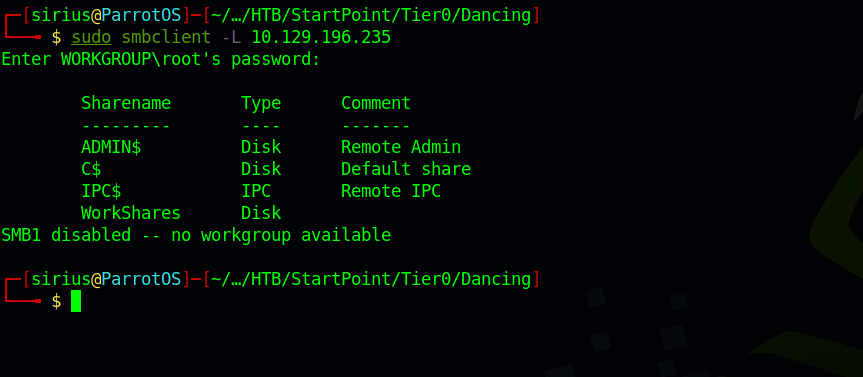 ┌─[sirius@ParrotOS]─[~/…/HTB/StartPoint/Tier0/Dancing]
└──╼ $ sudo smbclient -L 10.129.196.235
Enter WORKGROUP\root's password:
Sharename       Type      Comment
---------       ----      -------
ADMIN$          Disk      Remote Admin
C$              Disk      Default share
IPC$            IPC       Remote IPC
WorkShares      Disk
SMB1 disabled -- no workgroup available
┌─[sirius@ParrotOS]─[~/…/HTB/StartPoint/Tier0/Dancing]
└──╼ $